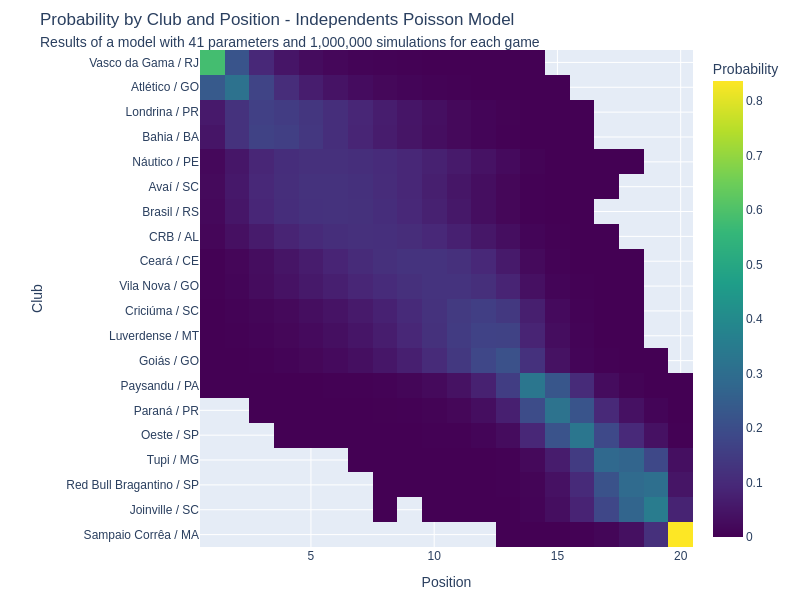 Probability by Club and Position - Independents Poisson Model
Results of a model with 41 parameters and 1,000,000 simulations for each game
Probability
Vasco da Gama / RJ
Atlético / GO
Londrina / PR
Bahia / BA
Náutico / PE
Avaí / SC
Brasil / RS
CRB / AL
Ceará / CE
Vila Nova / GO
Criciúma / SC
Luverdense / MT
Goiás / GO
Paysandu / PA
Paraná / PR
Oeste / SP
Tupi / MG
Red Bull Bragantino / SP
Joinville / SC
Sampaio Corrêa / MA
Club
5
10
15
20
Position
0.8
0.7
0.6
0.5
0.4
0.3
0.2
0.1
0